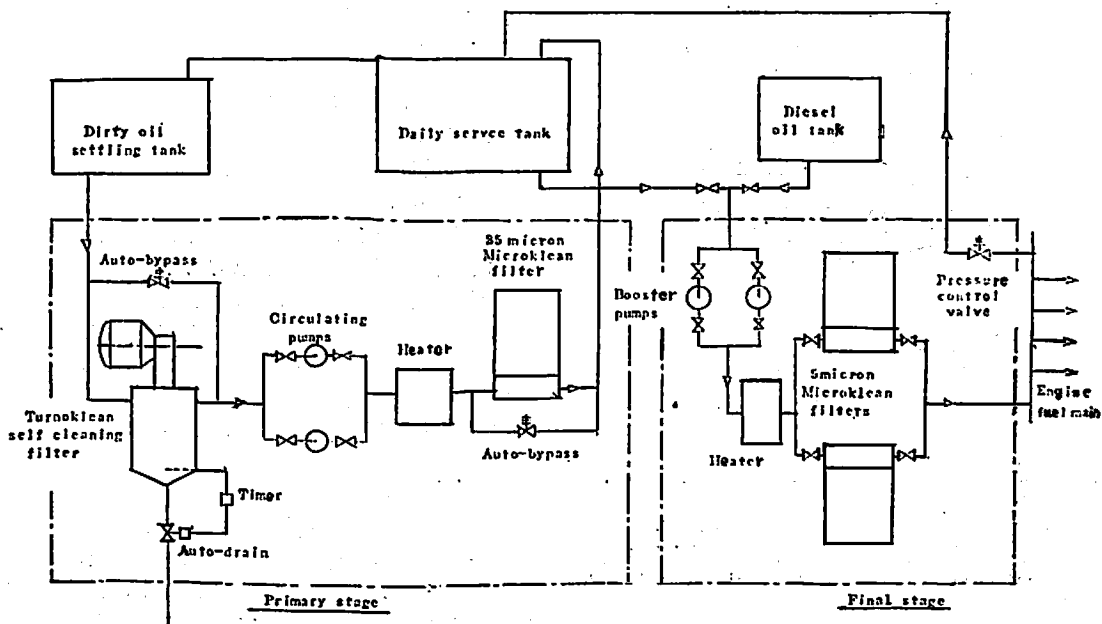 Dirty oil
settling tank
Daily servce tank
Diesel
oil tank
Auto-bypass
35 micron
Microklean
filter
Circulating
pumps
Heater
Turnoklean
self cleaning
filter
Auto-bypass
Timer
Auto-drain
Primary stage
Booster
pumps
Pressure
control
valve
5micron
Microklean
filters
Engine
fuel main
Heater
Final stage